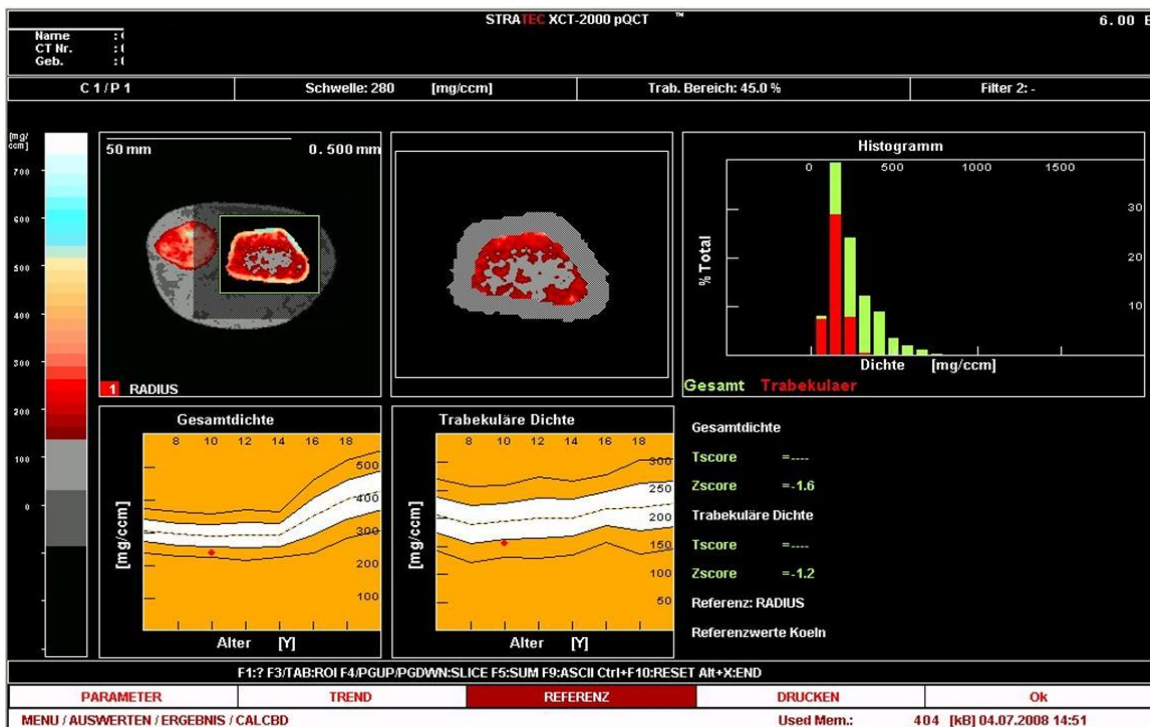 STRATEC XCT-2000 pQCT ™
6.00
Name :
CT Nr. :
Geb. :
C 1 / P 1
Schwelle: 280 [mg/ccm]
Trab. Bereich: 45.0 %
Filter 2: -
[mg/
ccm]
700
600
500
400
300
200
100
0
50 mm
0.500 mm
1 RADIUS
Histogramm
0 500 1000 1500
30
20
10
% Total
Dichte [mg/ccm]
Gesamt Trabekulaer
Gesamtdichte
8 10 12 14 16 18
500
400
300
200
100
[mg/ccm]
Alter [Y]
Trabekuläre Dichte
8 10 12 14 16 18
300
250
200
150
100
50
[mg/ccm]
Alter [Y]
Gesamtdichte
Tscore =----
Zscore =-1.6
Trabekuläre Dichte
Tscore =----
Zscore =-1.2
Referenz: RADIUS
Referenzwerte Koeln
F1:? F3/TAB:ROI F4/PGUP/PGDWN:SLICE F5:SUM F9:ASCII Ctrl+F10:RESET Alt+X:END
PARAMETER
TREND
REFERENZ
DRUCKEN
Ok
MENU / AUSWERTEN / ERGEBNIS / CALCBD
Used Mem.: 404 [kB] 04.07.2008 14:51